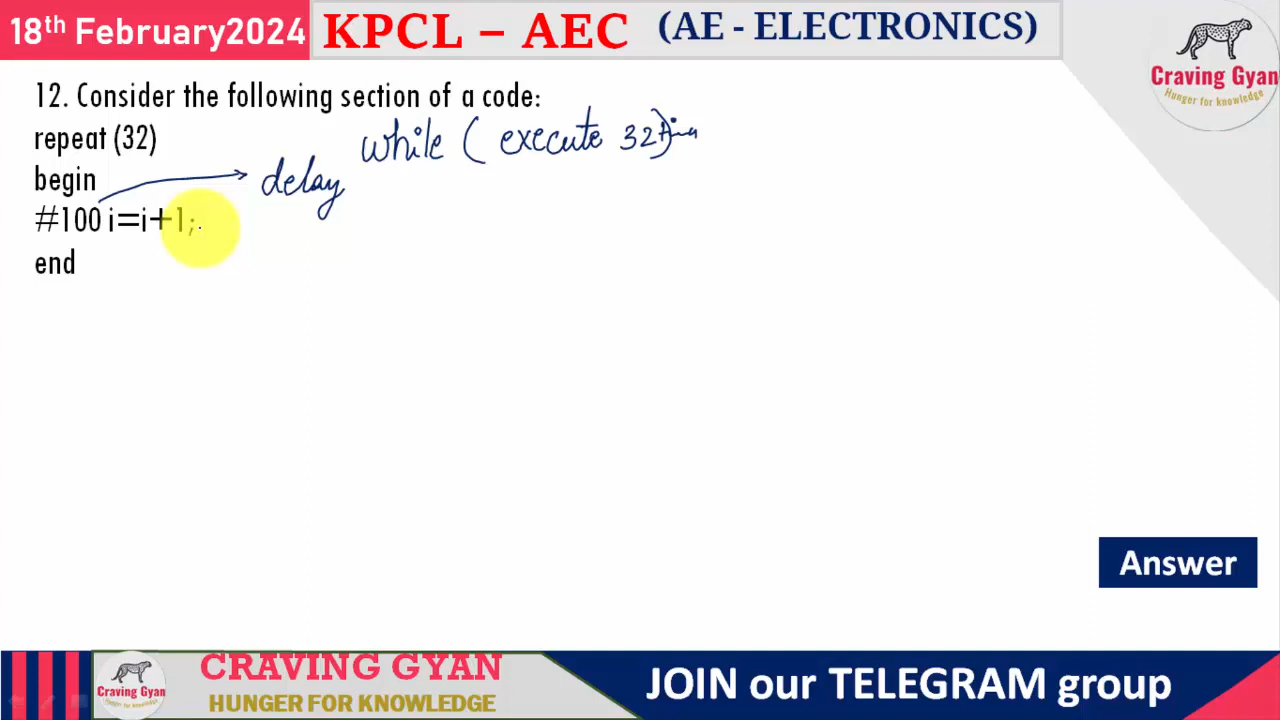 18th February2024
KPCL – AEC
(AE - ELECTRONICS)
Craving Gyan
Hunger for knowledge
12. Consider the following section of a code:
repeat (32)
while ( execute 32)
begin
delay
#100 i=i+1;
end
Answer
Craving Gyan
CRAVING GYAN
HUNGER FOR KNOWLEDGE
JOIN our TELEGRAM group